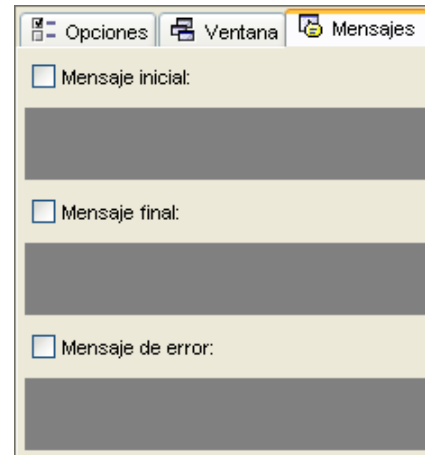 Opciones Ventana Mensajes
Mensaje inicial:
Mensaje final:
Mensaje de error: